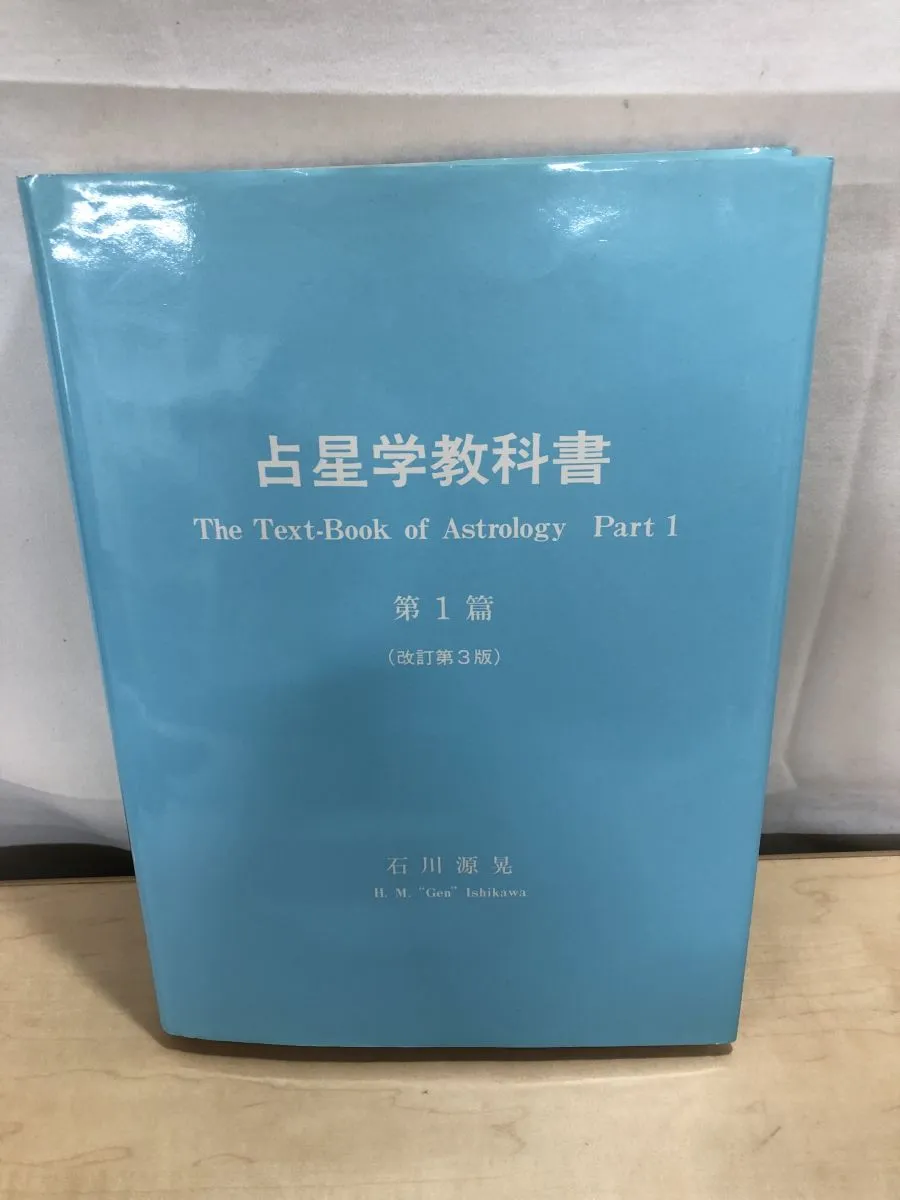 占星学教科書
The Text-Book of Astrology Part 1
第1篇
(改訂第3版)
石川源晃
H. M. "Gen" Ishikawa